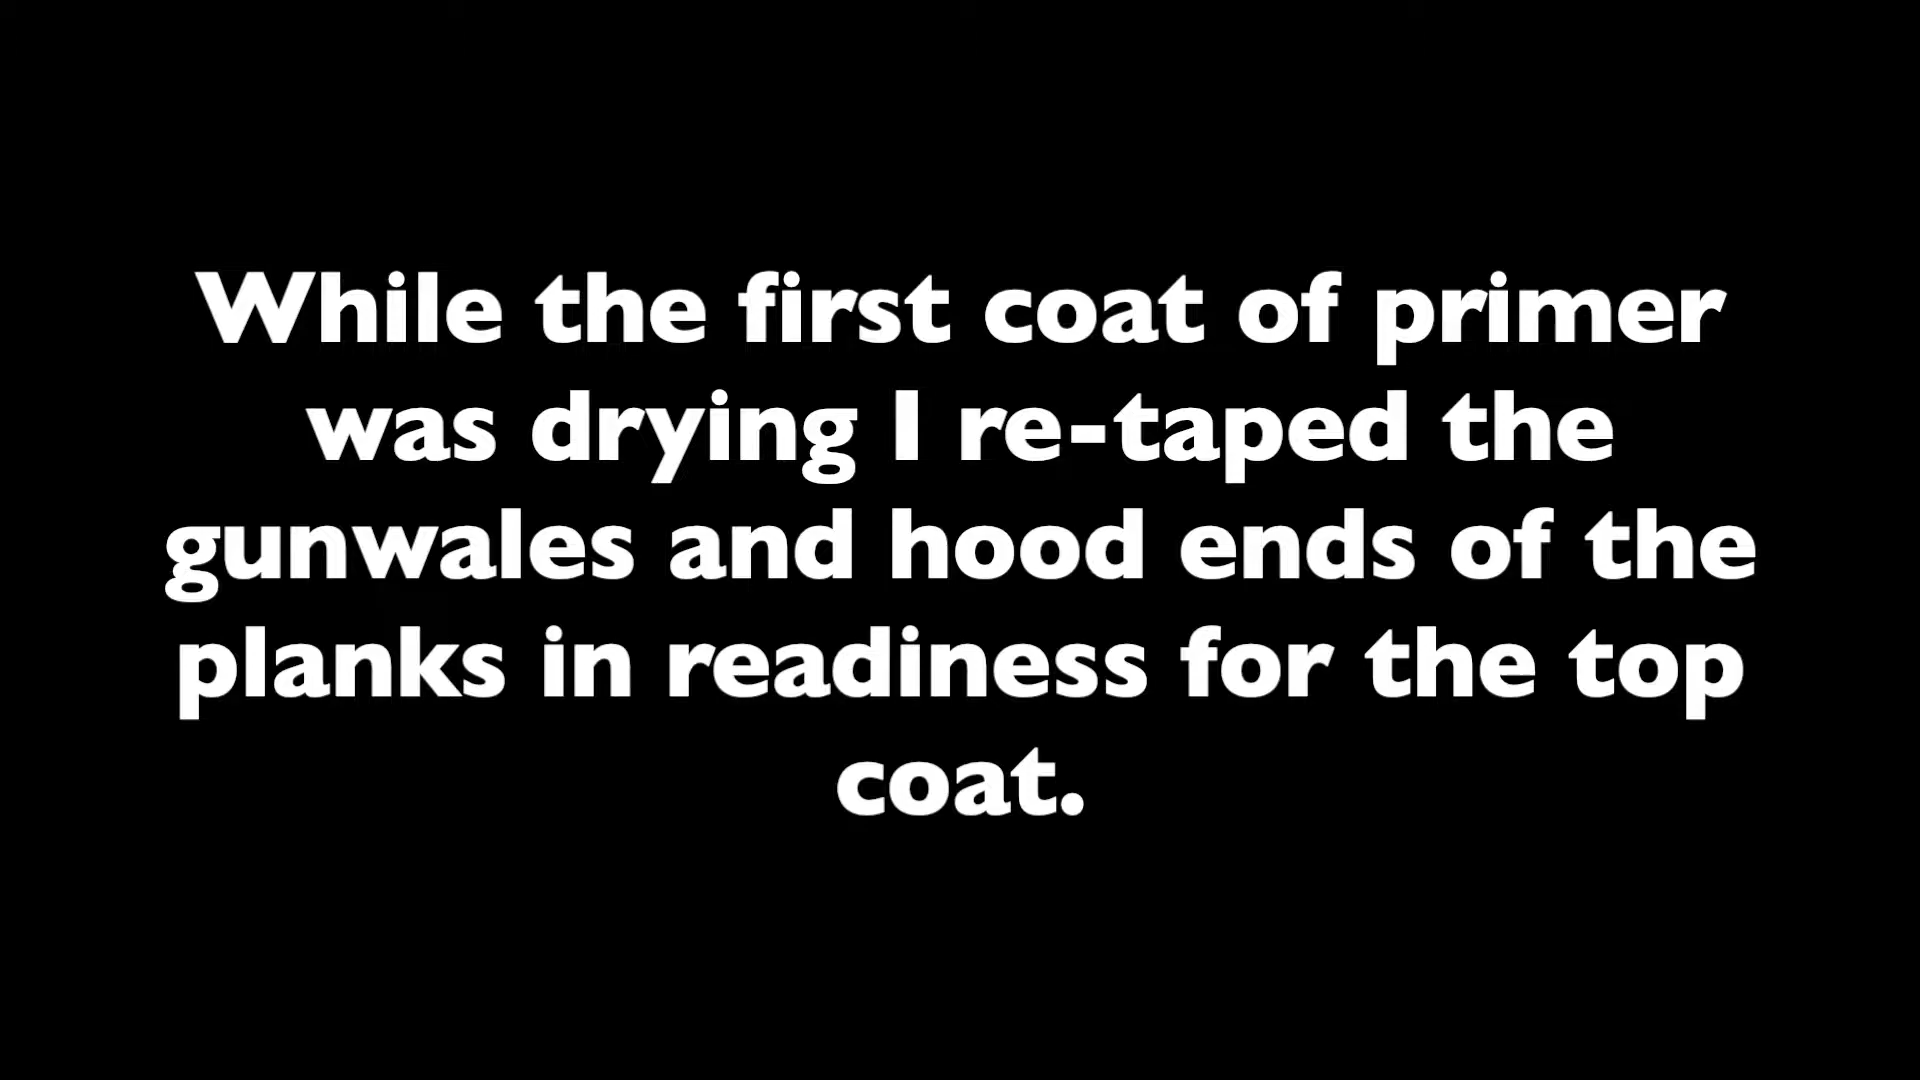 While the first coat of primer
was drying I re-taped the
gunwales and hood ends of the
planks in readiness for the top
coat.